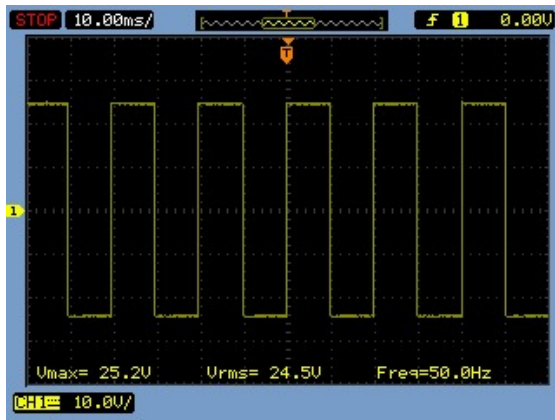 STOP 10.00ms/ T ƒ 1 0.00V
T
1
Vmax= 25.2V Vrms= 24.5V Freq=50.0Hz
CH1 10.0V/